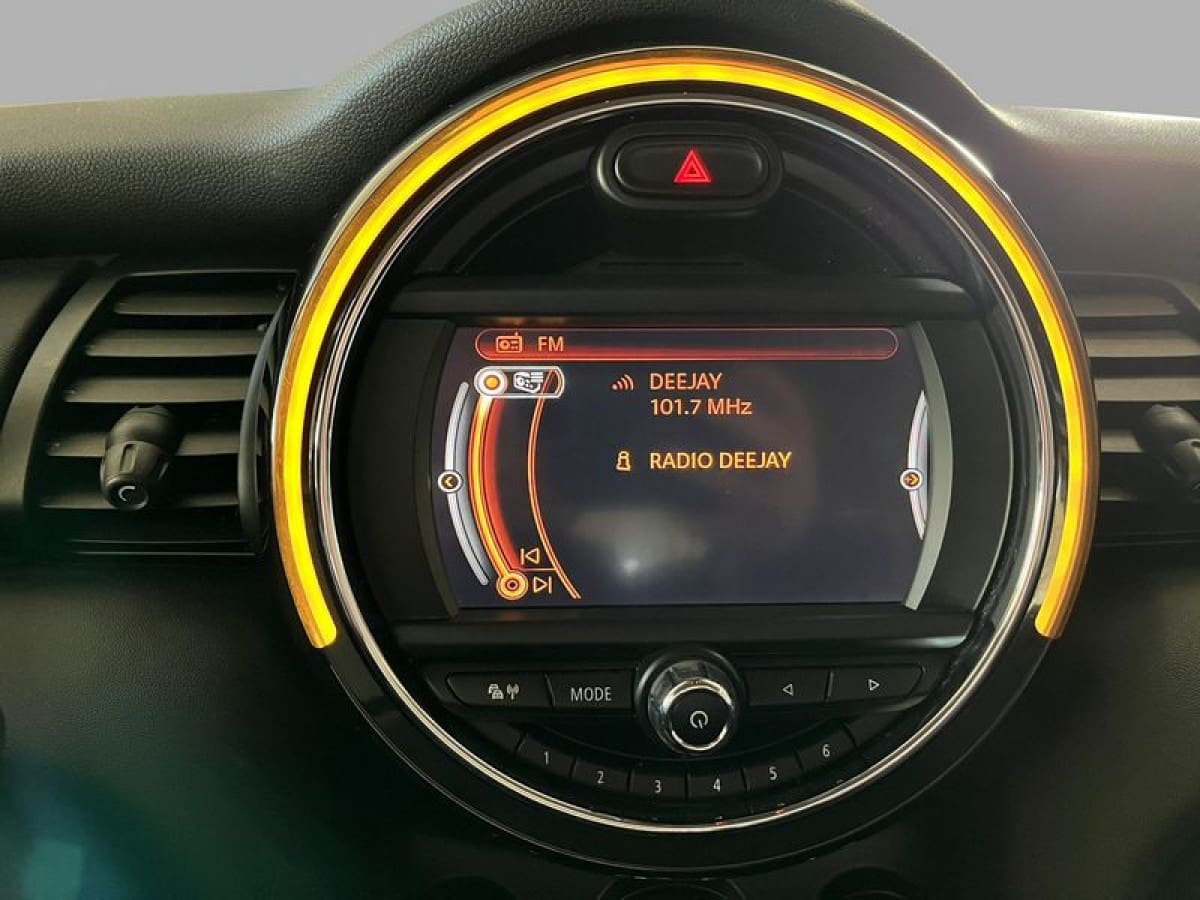 FM
DEEJAY
101.7 MHz
RADIO DEEJAY
MODE
1 2 3 4 5 6